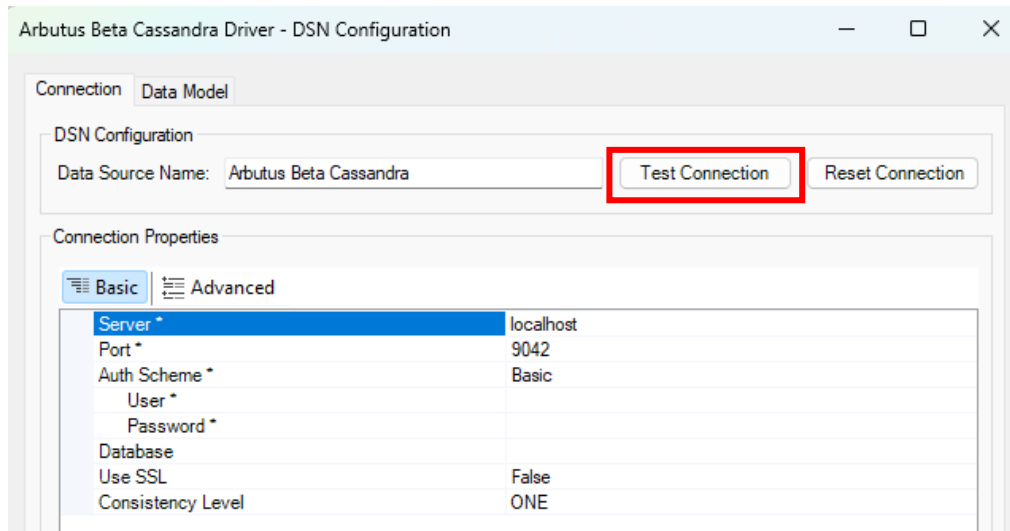 Arbutus Beta Cassandra Driver - DSN Configuration
Connection Data Model
DSN Configuration
Data Source Name: Arbutus Beta Cassandra Test Connection Reset Connection
Connection Properties
Basic Advanced
Server * localhost
Port * 9042
Auth Scheme * Basic
User *
Password *
Database
Use SSL False
Consistency Level ONE